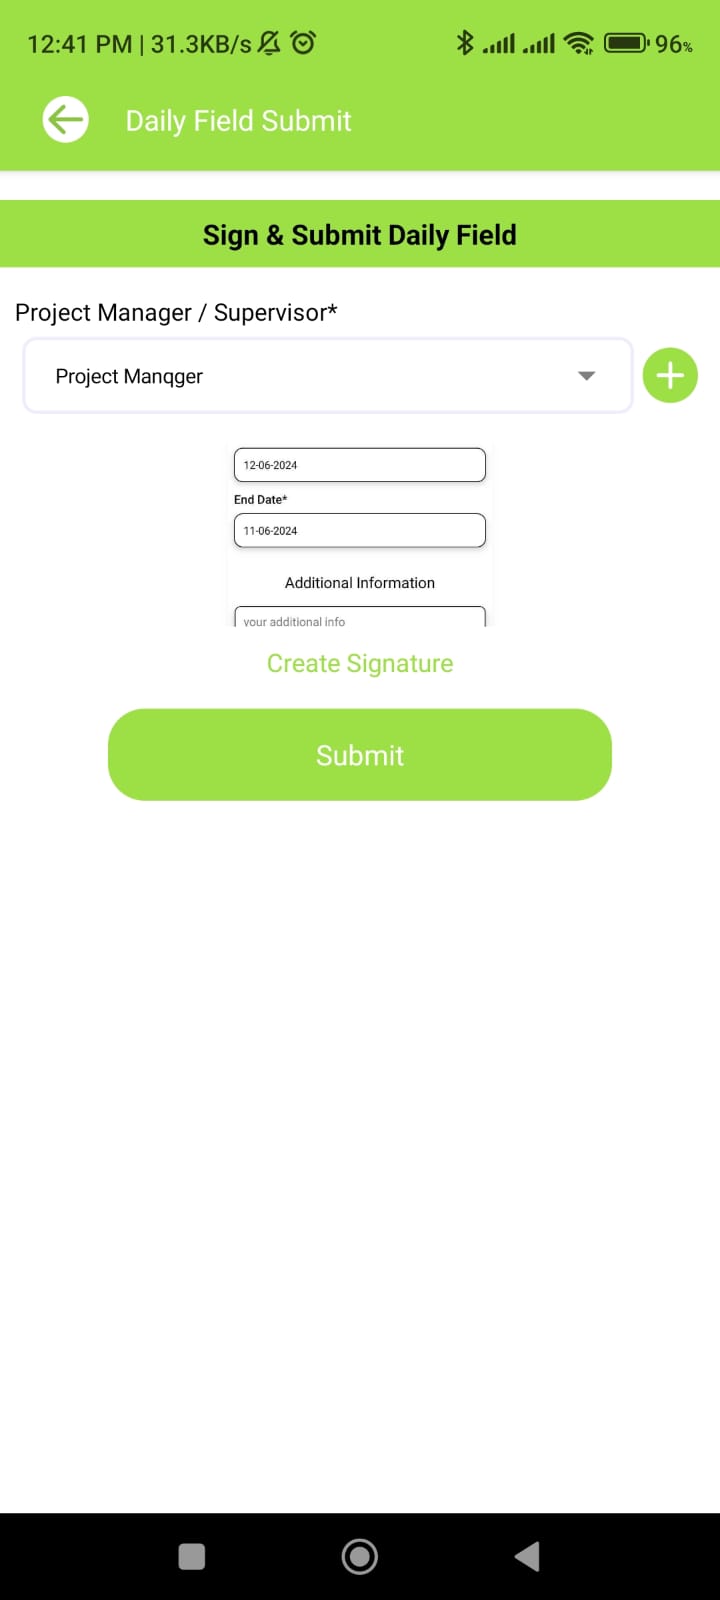 12:41 PM | 31.3KB/s 96%
Daily Field Submit
Sign & Submit Daily Field
Project Manager / Supervisor*
Project Manqger
12-06-2024
End Date*
11-06-2024
Additional Information
your additional info
Create Signature
Submit